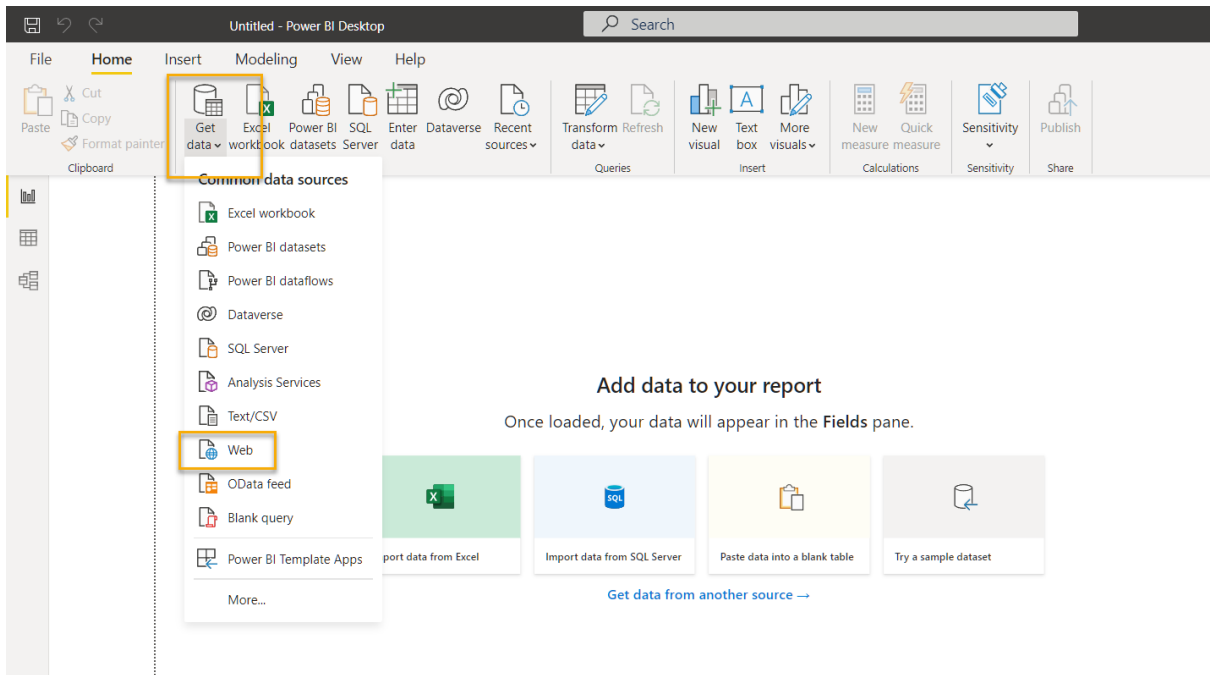 Untitled - Power BI Desktop
Search
File Home Insert Modeling View Help
Paste
Cut
Copy
Format painter
Clipboard
Get data
Excel workbook
Power BI datasets
SQL Server
Enter data
Dataverse
Recent sources
Transform data
Refresh
Queries
New visual
A
Text box
More visuals
Insert
New measure
Quick measure
Calculations
Sensitivity
Sensitivity
Publish
Share
Common data sources
Excel workbook
Power BI datasets
Power BI dataflows
Dataverse
SQL Server
Analysis Services
Text/CSV
Web
OData feed
Blank query
Power BI Template Apps
More...
Add data to your report
Once loaded, your data will appear in the Fields pane.
port data from Excel
SQL
Import data from SQL Server
Paste data into a blank table
Try a sample dataset
Get data from another source →